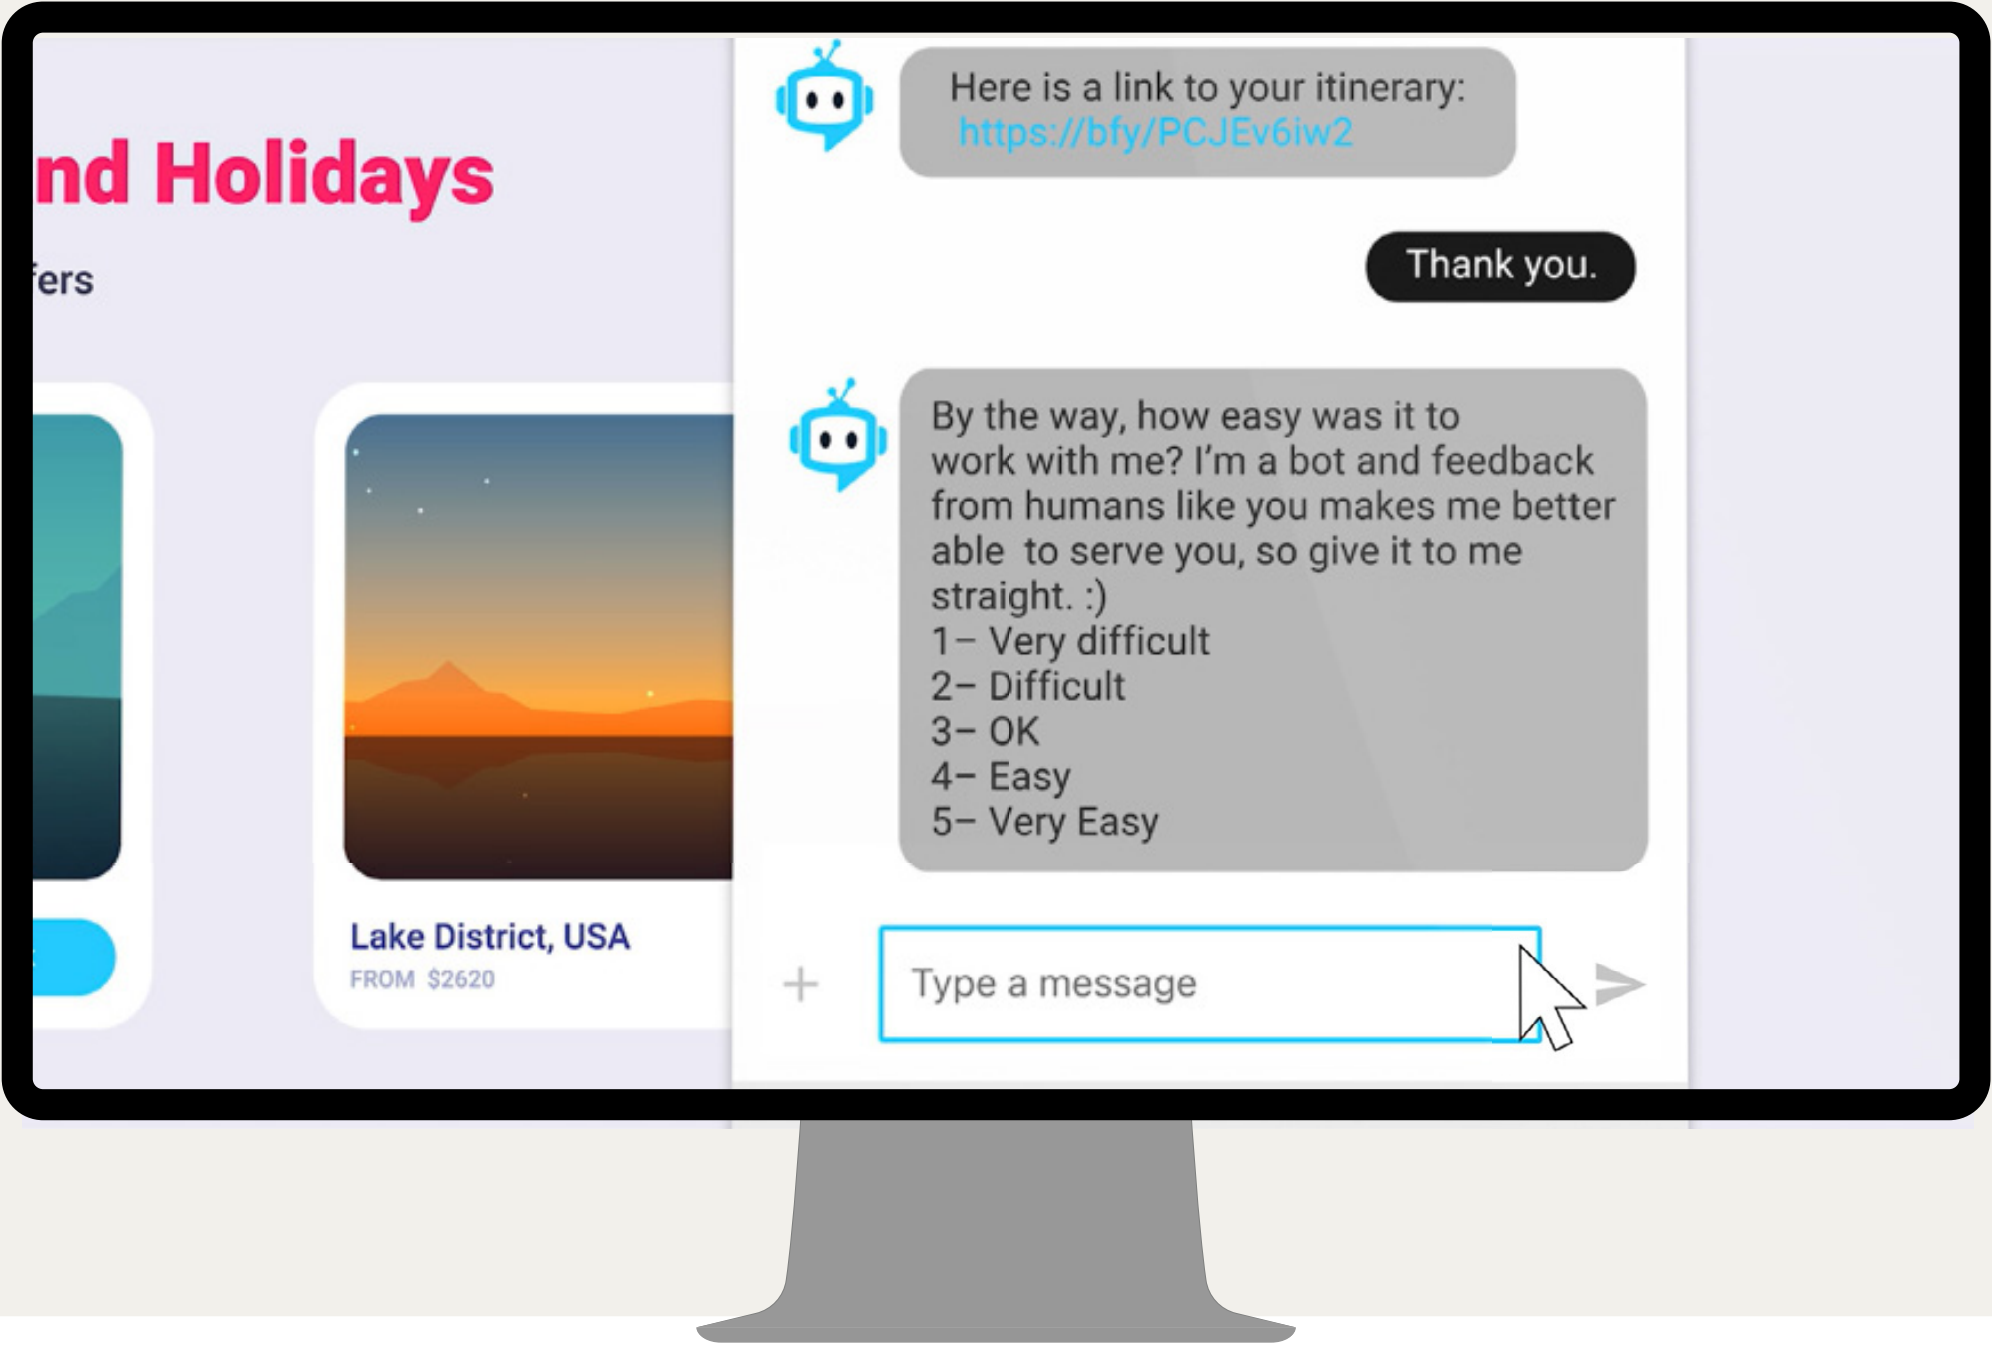 nd Holidays
fers
Lake District, USA
FROM $2620
Here is a link to your itinerary:
https://bfy/PCJEv6iw2
Thank you.
By the way, how easy was it to
work with me? I'm a bot and feedback
from humans like you makes me better
able to serve you, so give it to me
straight. :)
1– Very difficult
2– Difficult
3– OK
4– Easy
5– Very Easy
Type a message